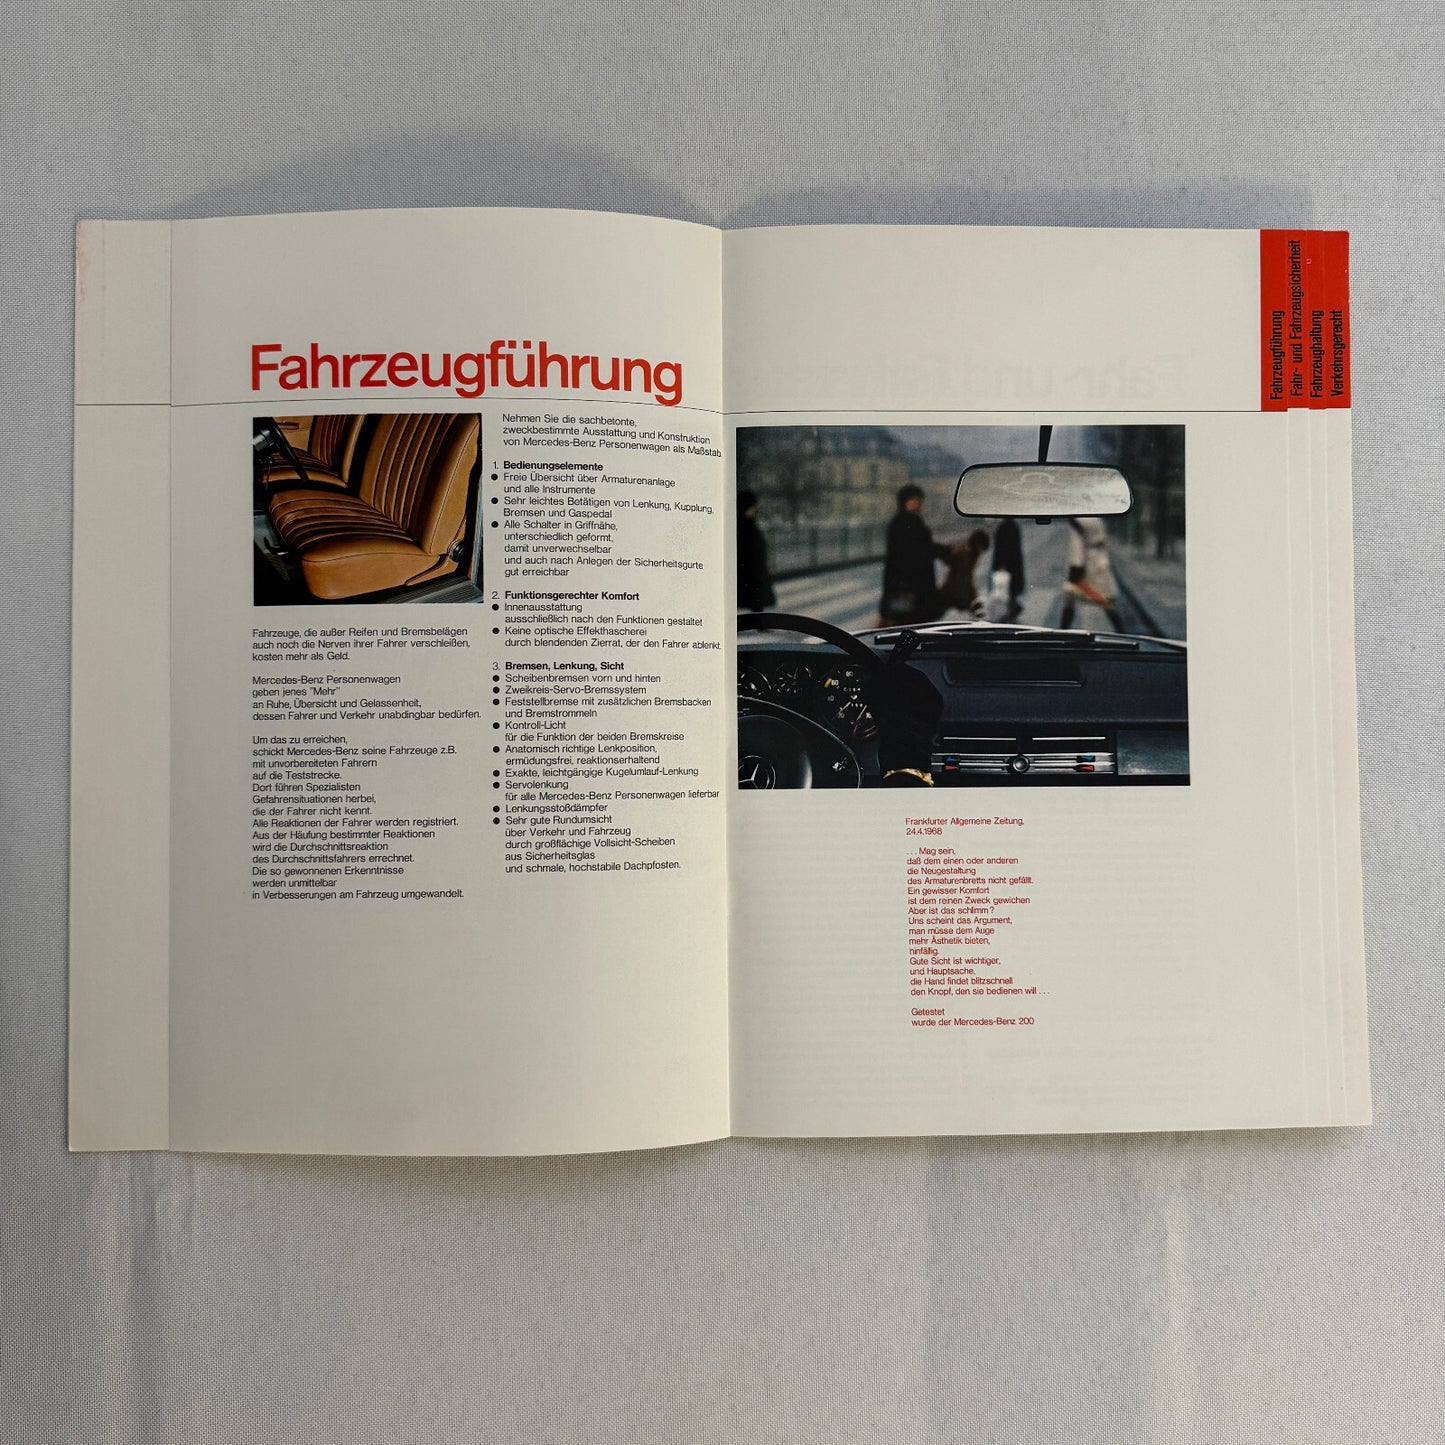 Fahrzeugführung
Fahrzeuge, die außer Reifen und Bremsbelägen
auch noch die Nerven ihrer Fahrer verschleißen,
kosten mehr als Geld.
Mercedes-Benz Personenwagen
geben jenes "Mehr"
an Ruhe, Übersicht und Gelassenheit,
dessen Fahrer und Verkehr unabdingbar bedürfen.
Um das zu erreichen,
schickt Mercedes-Benz seine Fahrzeuge z.B.
mit unvorbereiteten Fahrern
auf die Teststrecke.
Dort führen Spezialisten
Gefahrensituationen herbei,
die der Fahrer nicht kennt.
Alle Reaktionen der Fahrer werden registriert.
Aus der Häufung bestimmter Reaktionen
wird die Durchschnittsreaktion
des Durchschnittsfahrers errechnet.
Die so gewonnenen Erkenntnisse
werden unmittelbar
in Verbesserungen am Fahrzeug umgewandelt.
Nehmen Sie die sachbetonte,
zweckbestimmte Ausstattung und Konstruktion
von Mercedes-Benz Personenwagen als Maßstab.
1. Bedienungselemente
● Freie Übersicht über Armaturenanlage
und alle Instrumente
● Sehr leichtes Betätigen von Lenkung, Kupplung,
Bremsen und Gaspedal
● Alle Schalter in Griffnähe,
unterschiedlich geformt,
damit unverwechselbar
und auch nach Anlegen der Sicherheitsgurte
gut erreichbar
2. Funktionsgerechter Komfort
● Innenausstattung
ausschließlich nach den Funktionen gestaltet
● Keine optische Effekthascherei
durch blendenden Zierrat, der den Fahrer ablenkt.
3. Bremsen, Lenkung, Sicht
● Scheibenbremsen vorn und hinten
● Zweikreis-Servo-Bremssystem
● Feststellbremse mit zusätzlichen Bremsbacken
und Bremstrommeln
● Kontroll-Licht
für die Funktion der beiden Bremskreise
● Anatomisch richtige Lenkposition,
ermüdungsfrei, reaktionserhaltend
● Exakte, leichtgängige Kugelumlauf-Lenkung
● Servolenkung
für alle Mercedes-Benz Personenwagen lieferbar
● Lenkungsstoßdämpfer
● Sehr gute Rundumsicht
über Verkehr und Fahrzeug
durch großflächige Vollsicht-Scheiben
aus Sicherheitsglas
und schmale, hochstabile Dachpfosten.
Fahrzeugführung
Fahr- und Fahrzeugsicherheit
Fahrzeughaltung
Verkehrsgerecht
Frankfurter Allgemeine Zeitung,
24.4.1968
. . . Mag sein,
daß dem einen oder anderen
die Neugestaltung
des Armaturenbretts nicht gefällt.
Ein gewisser Komfort
ist dem reinen Zweck gewichen
Aber ist das schlimm?
Uns scheint das Argument,
man müsse dem Auge
mehr Ästhetik bieten,
hinfällig.
Gute Sicht ist wichtiger,
und Hauptsache,
die Hand findet blitzschnell
den Knopf, den sie bedienen will . . .
Getestet
wurde der Mercedes-Benz 200